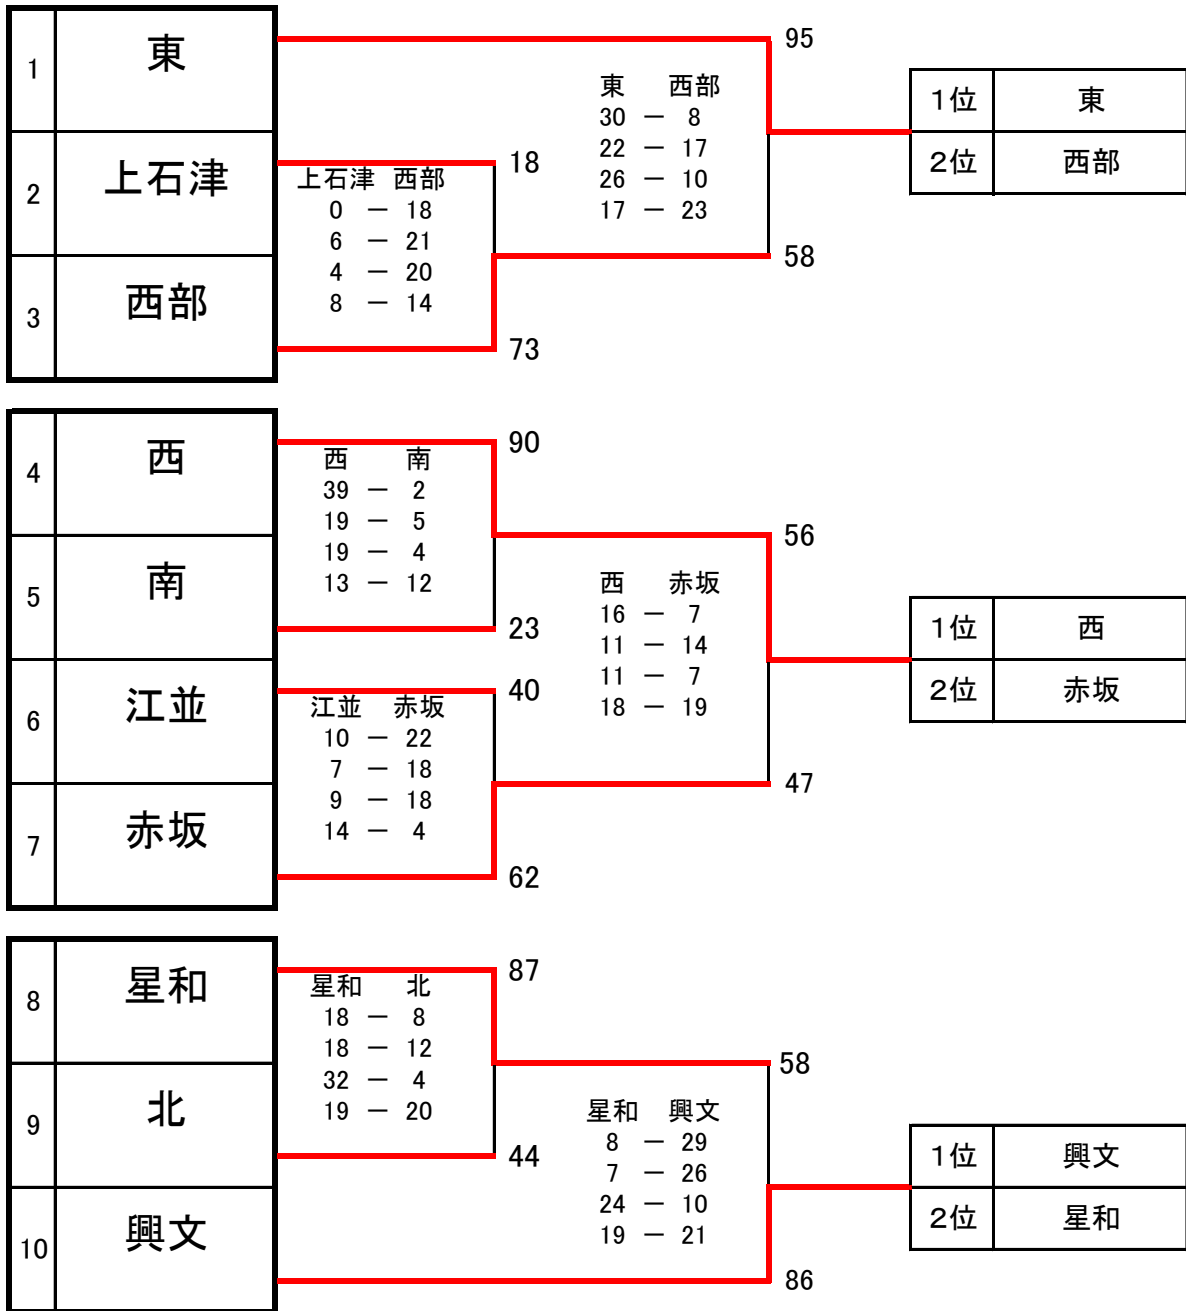 1 東
2 上石津
3 西部
上石津 西部
0 － 18
6 － 21
4 － 20
8 － 14
18
73
東 西部
30 － 8
22 － 17
26 － 10
17 － 23
95
58
1位 東
2位 西部
4 西
5 南
6 江並
7 赤坂
西 南
39 － 2
19 － 5
19 － 4
13 － 12
90
23
江並 赤坂
10 － 22
7 － 18
9 － 18
14 － 4
40
62
西 赤坂
16 － 7
11 － 14
11 － 7
18 － 19
56
47
1位 西
2位 赤坂
8 星和
9 北
10 興文
星和 北
18 － 8
18 － 12
32 － 4
19 － 20
87
44
星和 興文
8 － 29
7 － 26
24 － 10
19 － 21
58
86
1位 興文
2位 星和